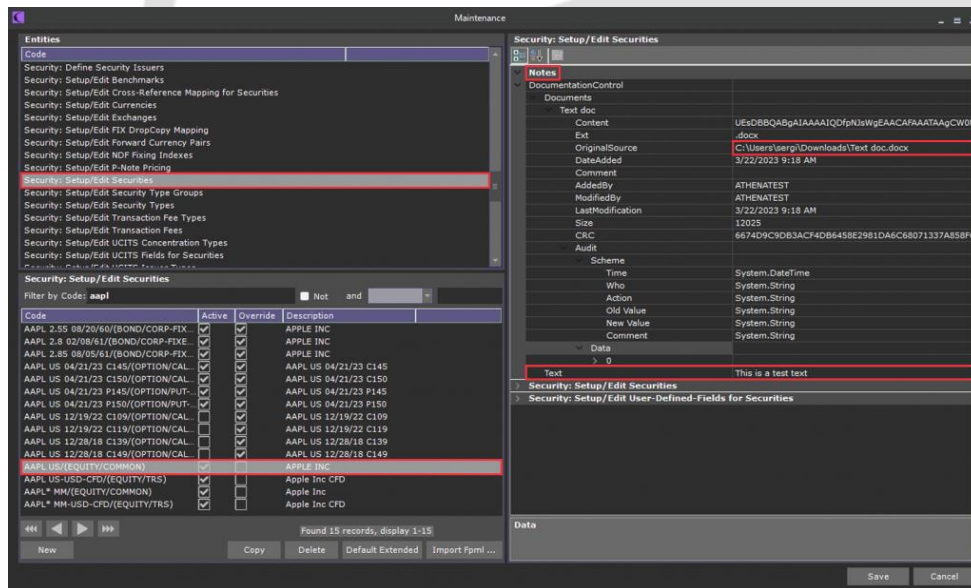 Maintenance
Entities
Code
Security: Define Security Issuers
Security: Setup/Edit Benchmarks
Security: Setup/Edit Cross-Reference Mapping for Securities
Security: Setup/Edit Currencies
Security: Setup/Edit Exchanges
Security: Setup/Edit FIX DropCopy Mapping
Security: Setup/Edit Forward Currency Pairs
Security: Setup/Edit NDF Fixing Indexes
Security: Setup/Edit P-Note Pricing
Security: Setup/Edit Securities
Security: Setup/Edit Security Type Groups
Security: Setup/Edit Security Types
Security: Setup/Edit Transaction Fee Types
Security: Setup/Edit Transaction Fees
Security: Setup/Edit UCITS Concentration Types
Security: Setup/Edit UCITS Fields for Securities
Security: Setup/Edit UCITS Issuer Types
Security: Setup/Edit Securities
Filter by Code: aapl Not and
Code Active Override Description
AAPL 2.55 08/20/60/(BOND/CORP-FIX... APPLE INC
AAPL 2.8 02/08/61/(BOND/CORP-FIXE... APPLE INC
AAPL 2.85 08/05/61/(BOND/CORP-FIX... APPLE INC
AAPL US 04/21/23 C145/(OPTION/CAL... AAPL US 04/21/23 C145
AAPL US 04/21/23 C150/(OPTION/CAL... AAPL US 04/21/23 C150
AAPL US 04/21/23 P145/(OPTION/PUT-... AAPL US 04/21/23 P145
AAPL US 04/21/23 P150/(OPTION/PUT-... AAPL US 04/21/23 P150
AAPL US 12/19/22 C109/(OPTION/CAL... AAPL US 12/19/22 C109
AAPL US 12/19/22 C119/(OPTION/CAL... AAPL US 12/19/22 C119
AAPL US 12/28/18 C139/(OPTION/CAL... AAPL US 12/28/18 C139
AAPL US 12/28/18 C149/(OPTION/CAL... AAPL US 12/28/18 C149
AAPL US/(EQUITY/COMMON) APPLE INC
AAPL US-USD-CFD/(EQUITY/TRS) Apple Inc CFD
AAPL* MM/(EQUITY/COMMON) Apple Inc
AAPL* MM-USD-CFD/(EQUITY/TRS) Apple Inc CFD
Found 15 records, display 1-15
New Copy Delete Default Extended Import Fpml ...
Security: Setup/Edit Securities
Notes
DocumentationControl
Documents
Text doc
Content
Ext .docx
OriginalSource C:\Users\sergi\Downloads\Text doc.docx
DateAdded 3/22/2023 9:18 AM
Comment
AddedBy ATHENATEST
ModifiedBy ATHENATEST
LastModification 3/22/2023 9:18 AM
Size 12025
CRC
Audit
Scheme
Time System.DateTime
Who System.String
Action System.String
Old Value System.String
New Value System.String
Comment System.String
Data
0
Text This is a test text
Security: Setup/Edit Securities
Security: Setup/Edit User-Defined-Fields for Securities
Data
Save Cancel